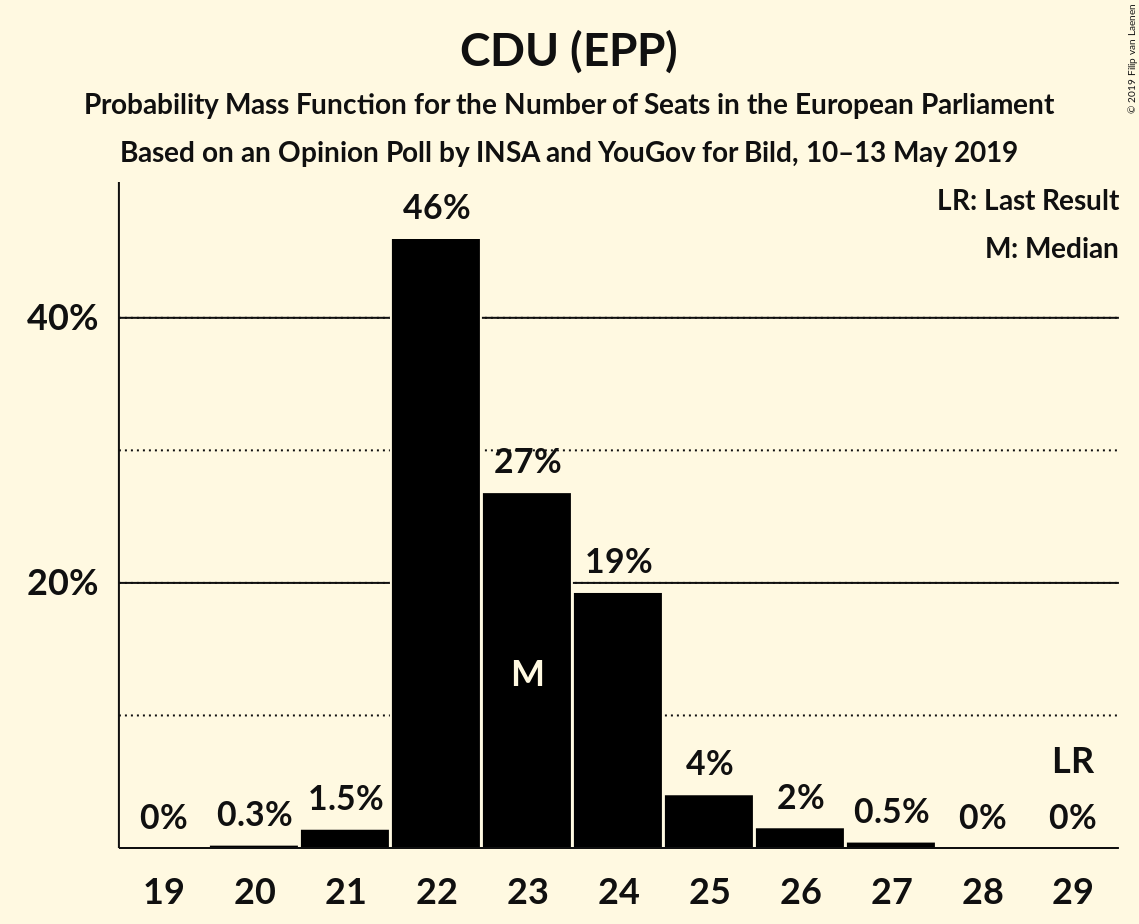 CDU (EPP)
Probability Mass Function for the Number of Seats in the European Parliament
Based on an Opinion Poll by INSA and YouGov for Bild, 10–13 May 2019
© 2019 Filip van Laenen
LR: Last Result
M: Median
46%
40%
27%
19%
20%
M
LR
4%
2%
1.5%
0.5%
0.3%
0%
0%
0%
19 20 21 22 23 24 25 26 27 28 29